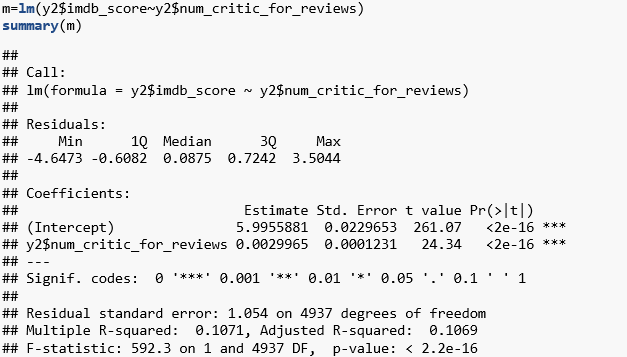 m=lm(y2$imdb_score~y2$num_critic_for_reviews)
summary(m)
##
## Call:
## lm(formula = y2$imdb_score ~ y2$num_critic_for_reviews)
##
## Residuals:
##     Min      1Q  Median      3Q     Max
## -4.6473 -0.6082  0.0875  0.7242  3.5044
##
## Coefficients:
##                            Estimate Std. Error t value Pr(>|t|)
## (Intercept)               5.9955881  0.0229653  261.07   <2e-16 ***
## y2$num_critic_for_reviews 0.0029965  0.0001231   24.34   <2e-16 ***
## ---
## Signif. codes:  0 '***' 0.001 '**' 0.01 '*' 0.05 '.' 0.1 ' ' 1
##
## Residual standard error: 1.054 on 4937 degrees of freedom
## Multiple R-squared:  0.1071, Adjusted R-squared:  0.1069
## F-statistic: 592.3 on 1 and 4937 DF,  p-value: < 2.2e-16